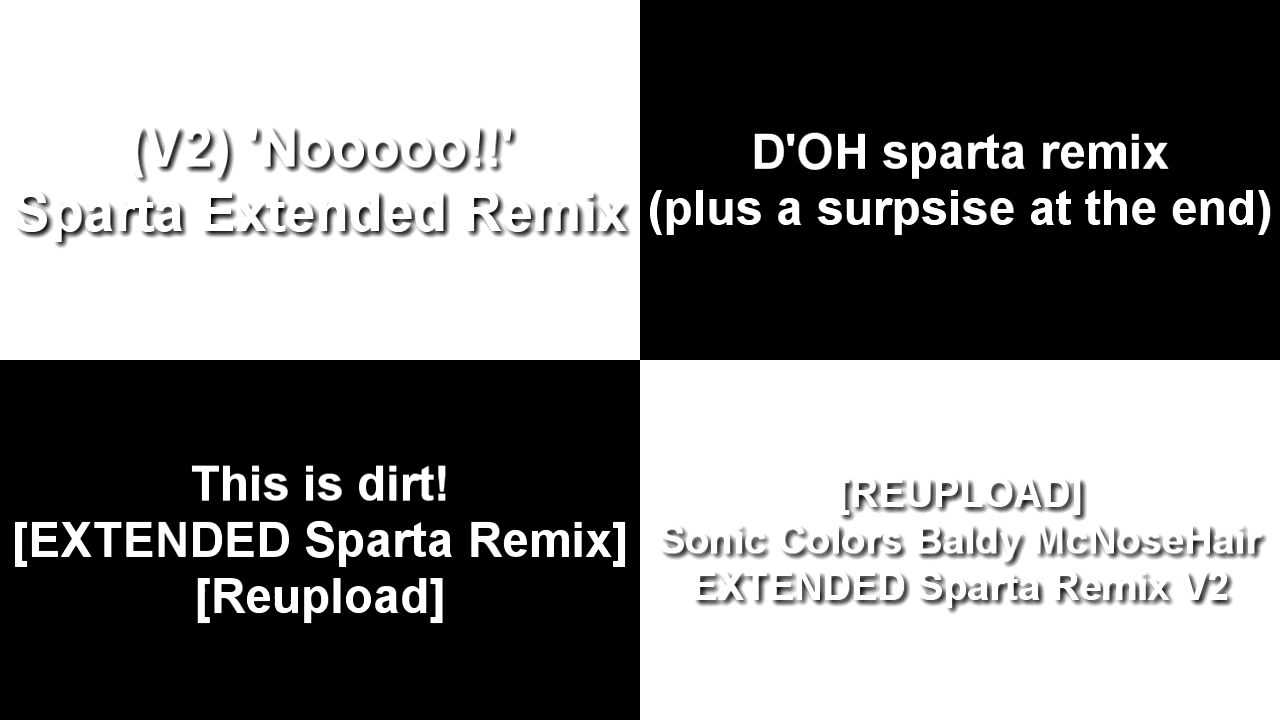 (V2) 'Nooooo!!'
Sparta Extended Remix
D'OH sparta remix
(plus a surpsise at the end)
This is dirt!
[EXTENDED Sparta Remix]
[Reupload]
[REUPLOAD]
Sonic Colors Baldy McNoseHair
EXTENDED Sparta Remix V2